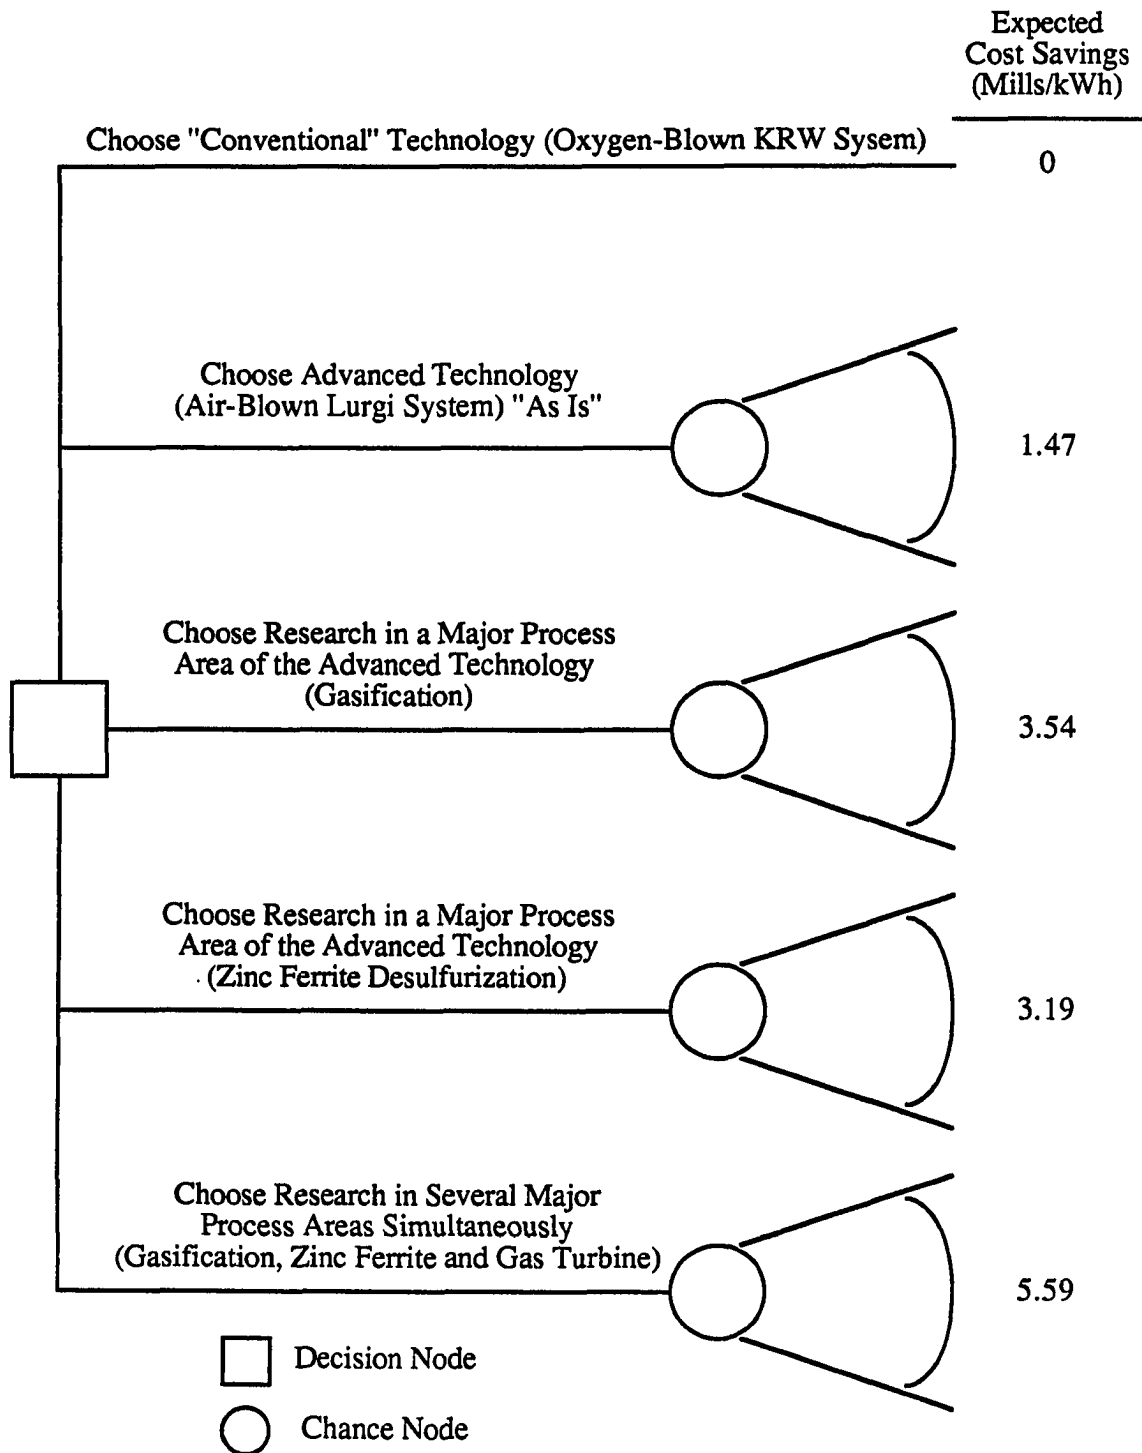 Expected
Cost Savings
(Mills/kWh)
Choose "Conventional" Technology (Oxygen-Blown KRW Sysem)
0
Choose Advanced Technology
(Air-Blown Lurgi System) "As Is"
1.47
Choose Research in a Major Process
Area of the Advanced Technology
(Gasification)
3.54
Choose Research in a Major Process
Area of the Advanced Technology
(Zinc Ferrite Desulfurization)
3.19
Choose Research in Several Major
Process Areas Simultaneously
(Gasification, Zinc Ferrite and Gas Turbine)
5.59
Decision Node
Chance Node